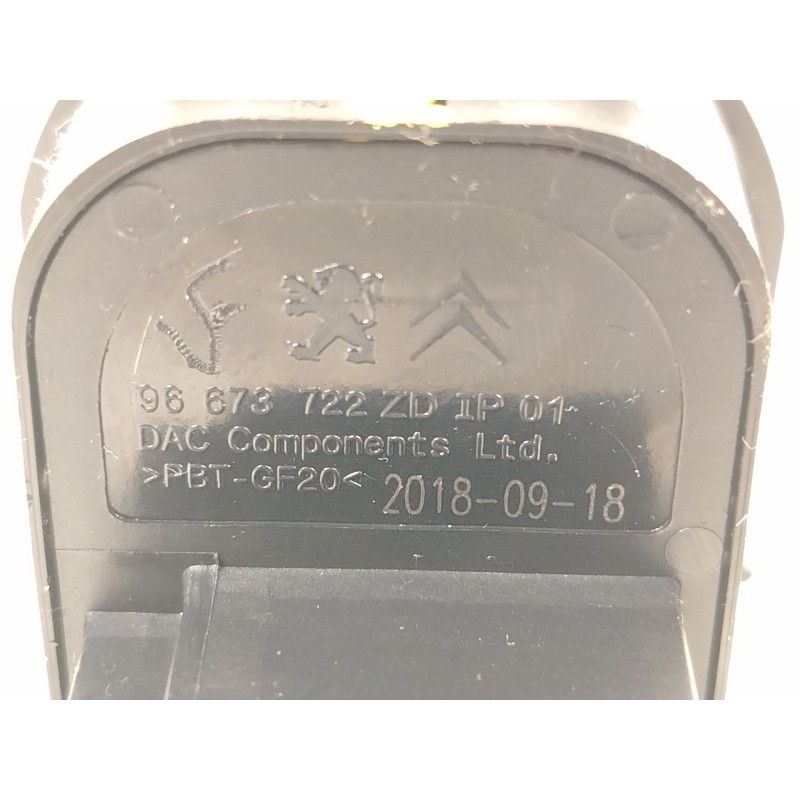 96 673 722 ZD IP 01
DAC Components Ltd.
>PBT-GF20< 2018-09-18